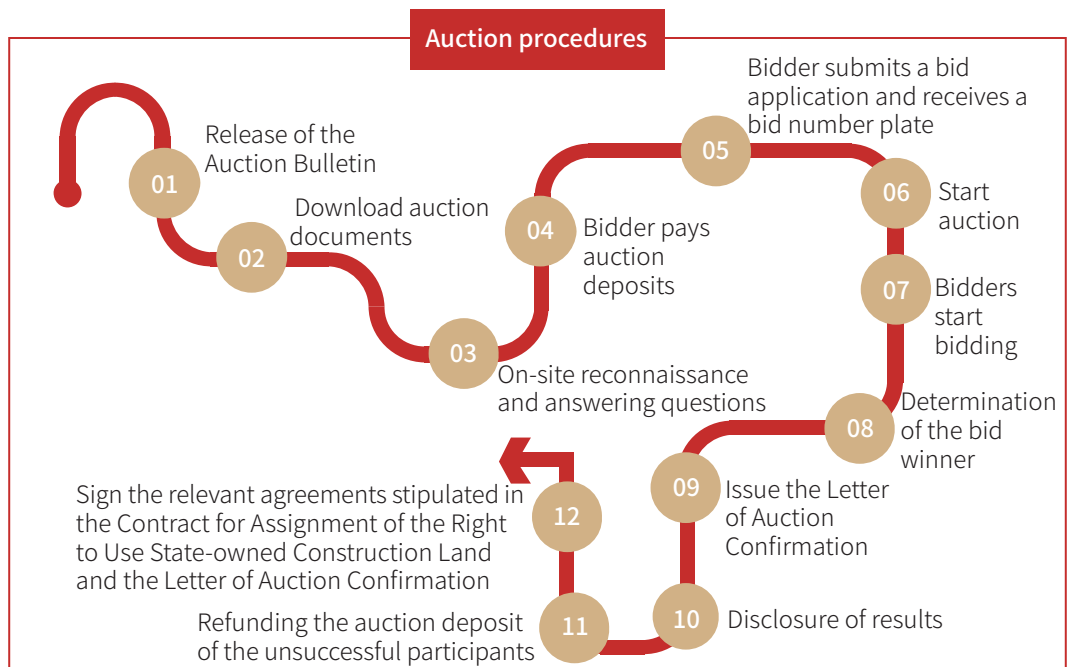 Auction procedures
01
Release of the
Auction Bulletin
02
Download auction
documents
03
On-site reconnaissance
and answering questions
04
Bidder pays
auction
deposits
05
Bidder submits a bid
application and receives a
bid number plate
06
Start
auction
07
Bidders
start
bidding
08
Determination
of the bid
winner
09
Issue the Letter
of Auction
Confirmation
10
Disclosure of results
11
Refunding the auction deposit
of the unsuccessful participants
12
Sign the relevant agreements stipulated in
the Contract for Assignment of the Right
to Use State-owned Construction Land
and the Letter of Auction Confirmation